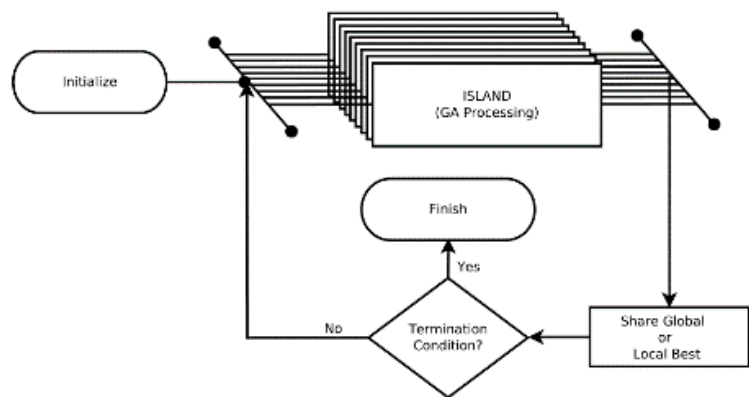 Initialize
ISLAND
(GA Processing)
Finish
Yes
No
Termination
Condition?
Share Global
or
Local Best